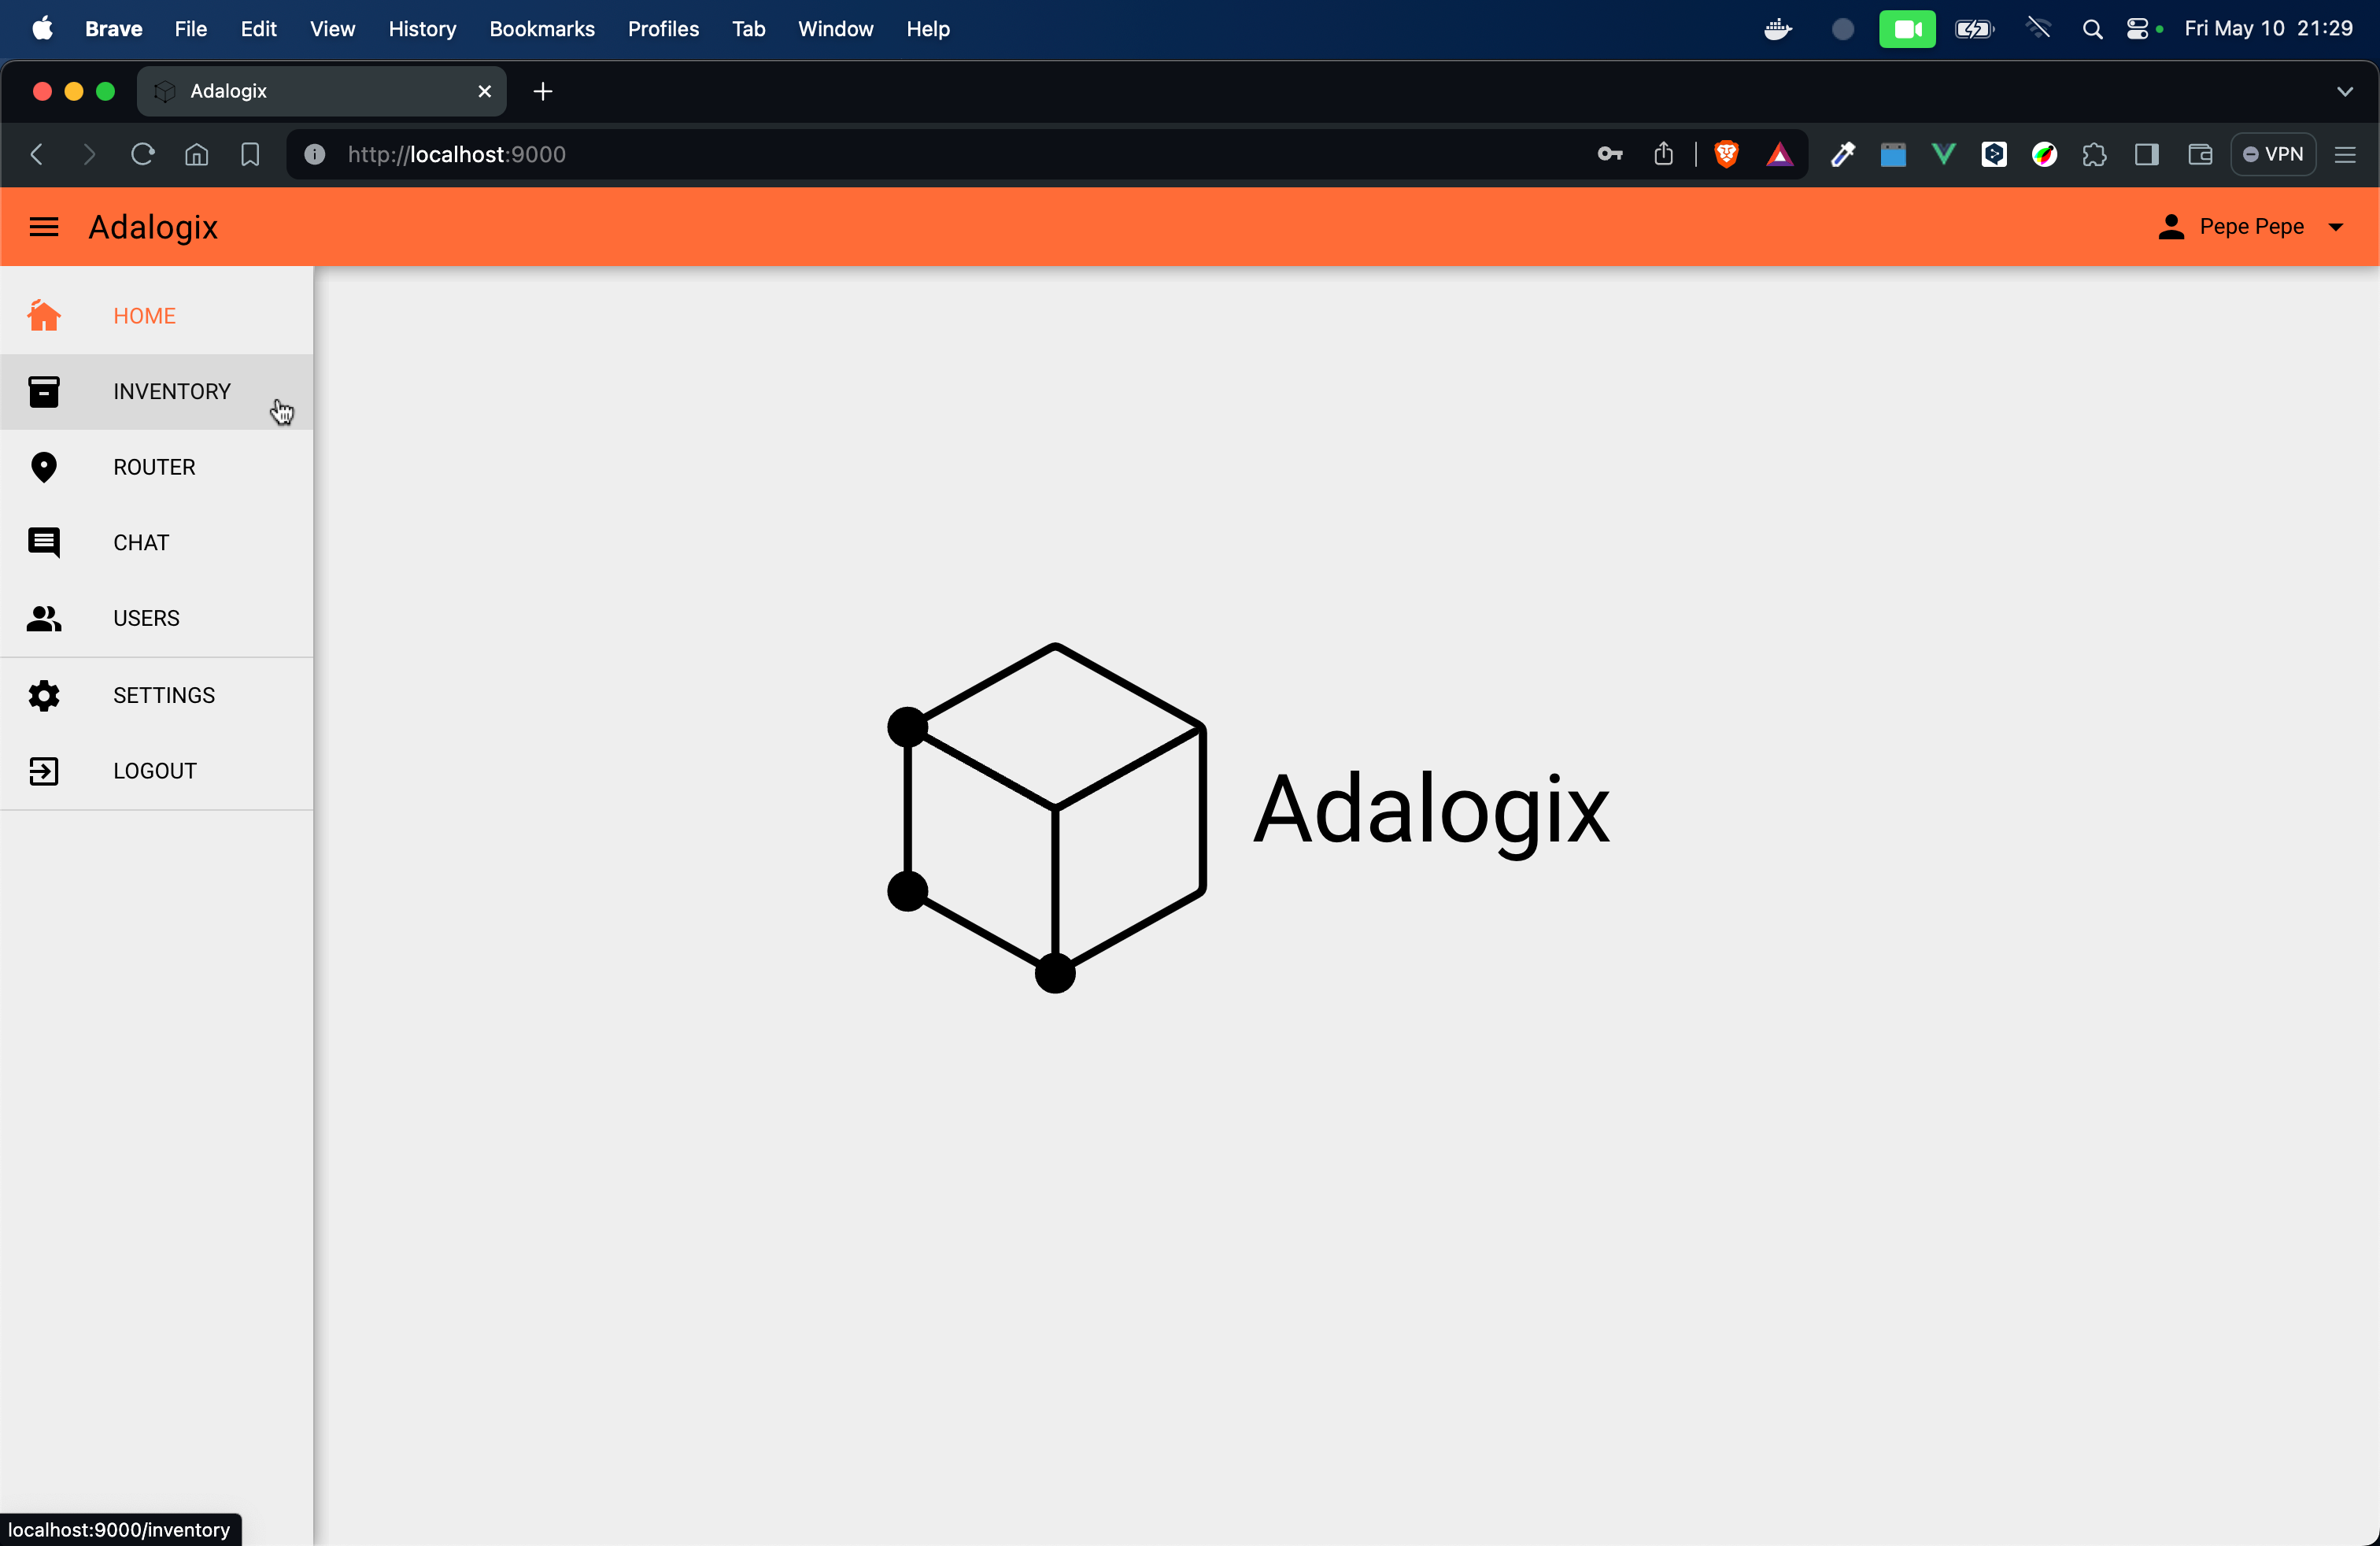 Brave File Edit View History Bookmarks Profiles Tab Window Help Fri May 10 21:29
Adalogix
http://localhost:9000 VPN
Adalogix Pepe Pepe
HOME
INVENTORY
ROUTER
CHAT
USERS
SETTINGS
LOGOUT
Adalogix
localhost:9000/inventory